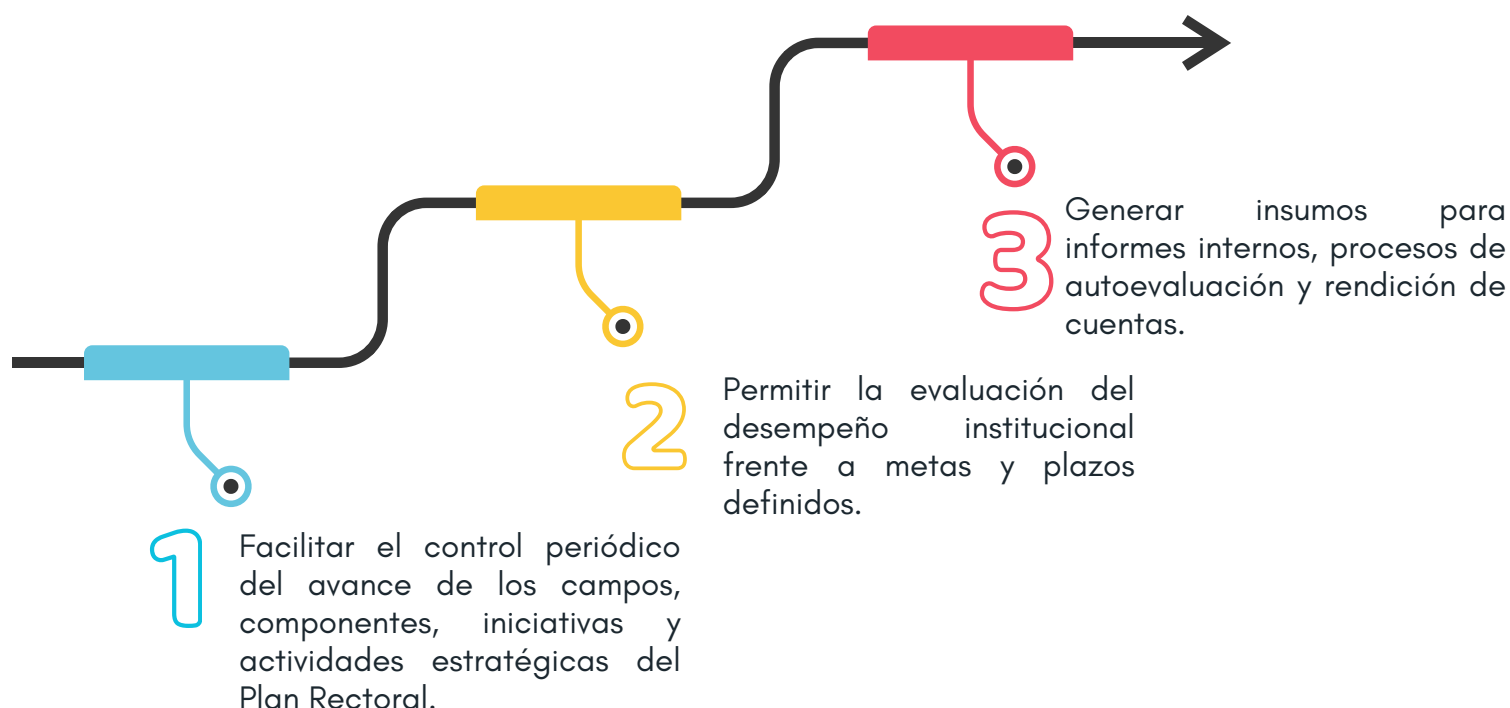 1
Facilitar el control periódico
del avance de los campos,
componentes, iniciativas y
actividades estratégicas del
Plan Rectoral.
2
Permitir la evaluación del
desempeño institucional
frente a metas y plazos
definidos.
3
Generar insumos para
informes internos, procesos de
autoevaluación y rendición de
cuentas.